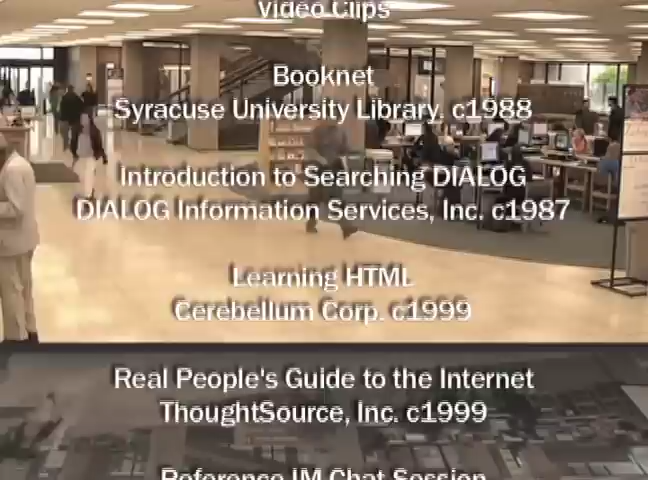 Video Clips
Booknet
Syracuse University Library. c1988
Introduction to Searching DIALOG
DIALOG Information Services, Inc. c1987
Learning HTML
Cerebellum Corp. c1999
Real People's Guide to the Internet
ThoughtSource, Inc. c1999
Reference IM Chat Session